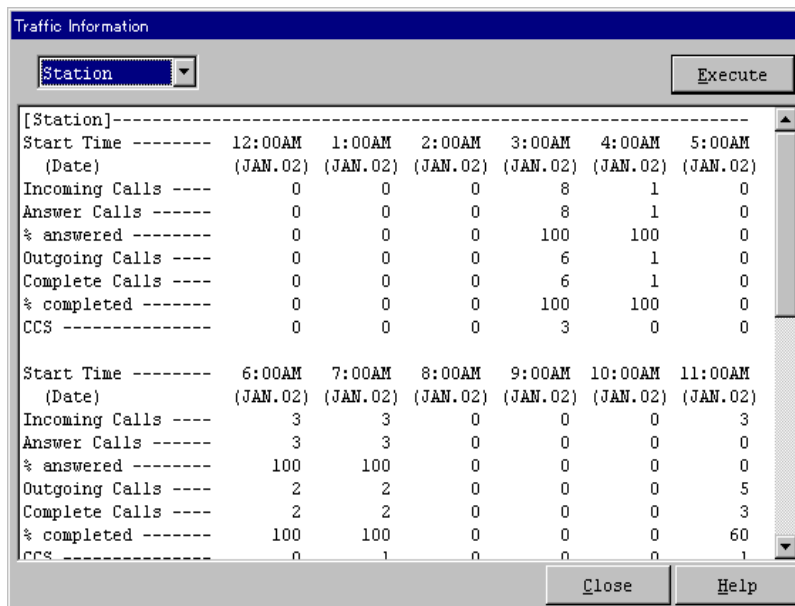 Traffic Information
Station
Execute
[Station]----------------------------------------------------------------
Start Time -------- 12:00AM 1:00AM 2:00AM 3:00AM 4:00AM 5:00AM
(Date) (JAN.02) (JAN.02) (JAN.02) (JAN.02) (JAN.02) (JAN.02)
Incoming Calls ---- 0 0 0 8 1 0
Answer Calls ------ 0 0 0 8 1 0
% answered -------- 0 0 0 100 100 0
Outgoing Calls ---- 0 0 0 6 1 0
Complete Calls ---- 0 0 0 6 1 0
% completed ------- 0 0 0 100 100 0
CCS --------------- 0 0 0 3 0 0
Start Time -------- 6:00AM 7:00AM 8:00AM 9:00AM 10:00AM 11:00AM
(Date) (JAN.02) (JAN.02) (JAN.02) (JAN.02) (JAN.02) (JAN.02)
Incoming Calls ---- 3 3 0 0 0 3
Answer Calls ------ 3 3 0 0 0 0
% answered -------- 100 100 0 0 0 0
Outgoing Calls ---- 2 2 0 0 0 5
Complete Calls ---- 2 2 0 0 0 3
% completed ------- 100 100 0 0 0 60
CCS --------------- 0 1 0 0 0 1
Close Help